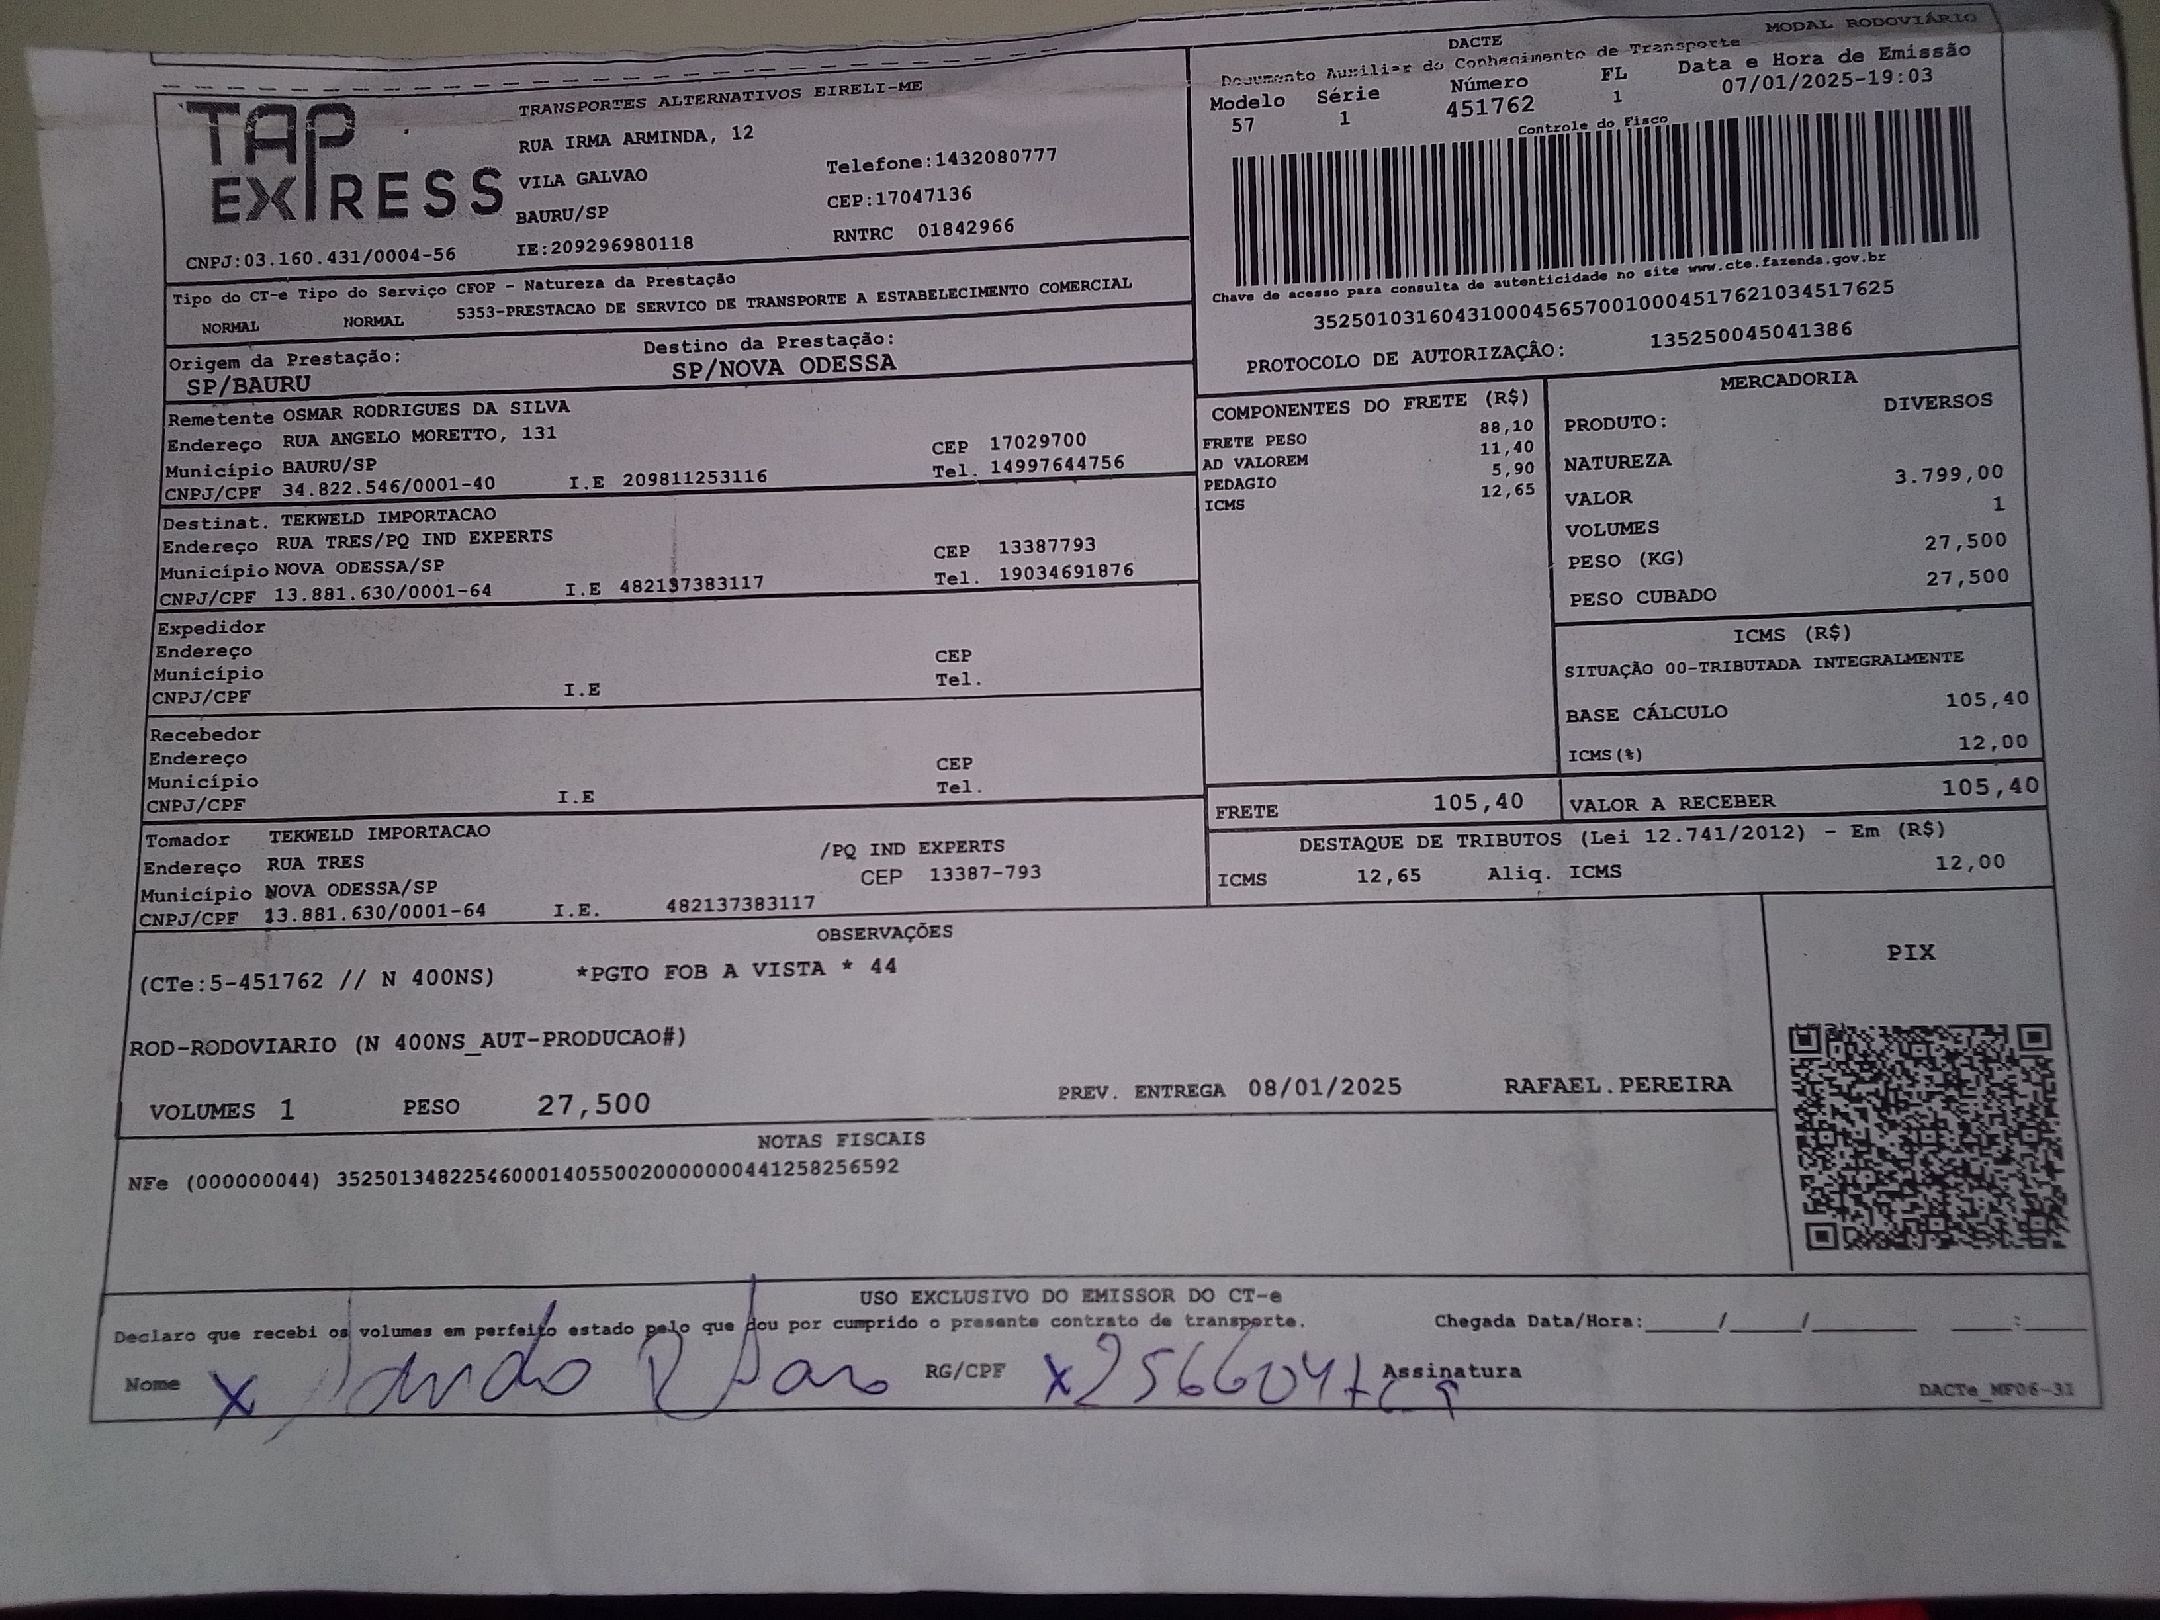 TAP EXPRESS
CNPJ:03.160.431/0004-56
TRANSPORTES ALTERNATIVOS EIRELI-ME
RUA IRMA ARMINDA, 12
VILA GALVAO Telefone:1432080777
BAURU/SP CEP:17047136
IE:209296980118 RNTRC 01842966
MODAL RODOVIÁRIO
DACTE
Documento Auxiliar do Conhecimento de Transporte
Modelo Série Número FL Data e Hora de Emissão
57 1 451762 1 07/01/2025-19:03
Controle do Fisco
Chave de acesso para consulta de autenticidade no site www.cte.fazenda.gov.br
35250103160431000456570010004517621034517625
PROTOCOLO DE AUTORIZAÇÂO: 135250045041386
Tipo do CT-e Tipo do Serviço CFOP - Natureza da Prestação
NORMAL NORMAL 5353-PRESTACAO DE SERVICO DE TRANSPORTE A ESTABELECIMENTO COMERCIAL
Origem da Prestação: Destino da Prestação:
SP/BAURU SP/NOVA ODESSA
Remetente OSMAR RODRIGUES DA SILVA
Endereço RUA ANGELO MORETTO, 131 CEP 17029700
Município BAURU/SP Tel. 14997644756
CNPJ/CPF 34.822.546/0001-40 I.E 209811253116
Destinat. TEKWELD IMPORTACAO
Endereço RUA TRES/PQ IND EXPERTS CEP 13387793
Município NOVA ODESSA/SP Tel. 19034691876
CNPJ/CPF 13.881.630/0001-64 I.E 482137383117
Expedidor
Endereço CEP
Município Tel.
CNPJ/CPF I.E
Recebedor
Endereço CEP
Município Tel.
CNPJ/CPF I.E
Tomador TEKWELD IMPORTACAO
Endereço RUA TRES /PQ IND EXPERTS
Município NOVA ODESSA/SP CEP 13387-793
CNPJ/CPF 13.881.630/0001-64 I.E. 482137383117
COMPONENTES DO FRETE (R$)
FRETE PESO 88,10
AD VALOREM 11,40
PEDAGIO 5,90
ICMS 12,65
MERCADORIA
PRODUTO: DIVERSOS
NATUREZA
VALOR 3.799,00
VOLUMES 1
PESO (KG) 27,500
PESO CUBADO 27,500
ICMS (R$)
SITUAÇÃO 00-TRIBUTADA INTEGRALMENTE
BASE CÁLCULO 105,40
ICMS(%) 12,00
FRETE 105,40 VALOR A RECEBER 105,40
DESTAQUE DE TRIBUTOS (Lei 12.741/2012) - Em (R$)
ICMS 12,65 Aliq. ICMS 12,00
OBSERVAÇÕES
(CTe:5-451762 // N 400NS) *PGTO FOB A VISTA * 44
ROD-RODOVIARIO (N 400NS_AUT-PRODUCAO#)
VOLUMES 1 PESO 27,500 PREV. ENTREGA 08/01/2025 RAFAEL.PEREIRA
PIX
NOTAS FISCAIS
NFe (000000044) 35250134822546000140550020000000441258256592
USO EXCLUSIVO DO EMISSOR DO CT-e
Declaro que recebi os volumes em perfeito estado pelo que dou por cumprido o presente contrato de transporte. Chegada Data/Hora:_____/_____/________ ____:_____
Nome X RG/CPF X Assinatura
DACTe_MF06-31